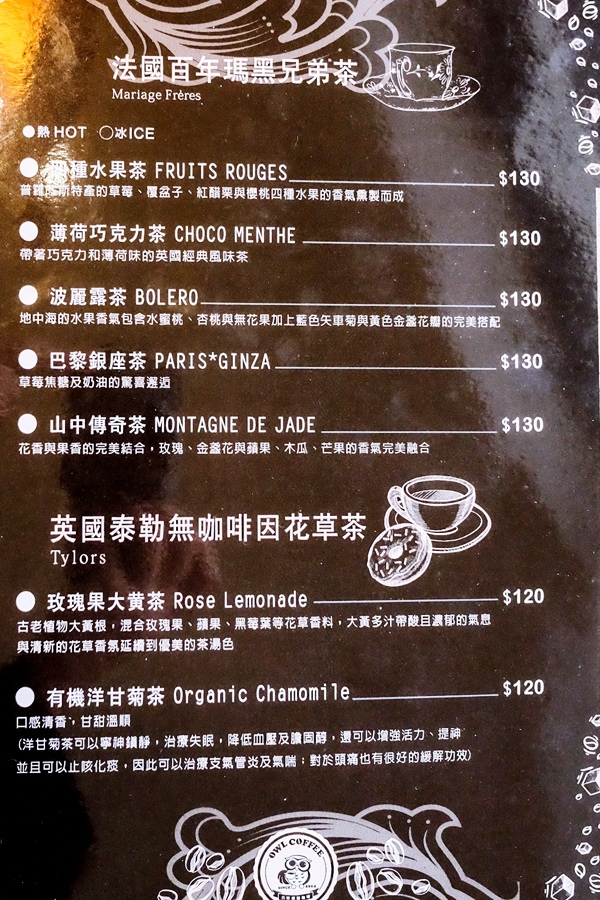 法國百年瑪黑兄弟茶
Mariage Frères
●熱HOT ○冰ICE
四種水果茶 FRUITS ROUGES $130
普羅旺斯特產的草莓、覆盆子、紅醋栗與櫻桃四種水果的香氣熏製而成
薄荷巧克力茶 CHOCO MENTHE $130
帶著巧克力和薄荷味的英國經典風味茶
波麗露茶 BOLERO $130
地中海的水果香氣包含水蜜桃、杏桃與無花果加上藍色矢車菊與黃色金盞花瓣的完美搭配
巴黎銀座茶 PARIS*GINZA $130
草莓焦糖及奶油的驚喜邂逅
山中傳奇茶 MONTAGNE DE JADE $130
花香與果香的完美結合，玫瑰、金盞花與蘋果、木瓜、芒果的香氣完美融合
英國泰勒無咖啡因花草茶
Tylors
玫瑰果大黄茶 Rose Lemonade $120
古老植物大黃根，混合玫瑰果、蘋果、黑莓葉等花草香料，大黃多汁帶酸且濃郁的氣息
與清新的花草香氛延續到優美的茶湯色
有機洋甘菊茶 Organic Chamomile $120
口感清香，甘甜溫順
(洋甘菊茶可以寧神鎮靜，治療失眠，降低血壓及膽固醇，還可以增強活力、提神
並且可以止咳化痰，因此可以治療支氣管炎及氣喘；對於頭痛也有很好的緩解功效)
OWL COFFEE